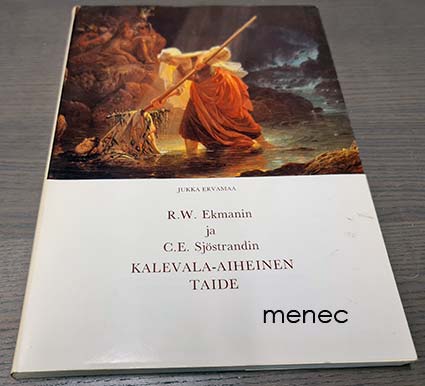 JUKKA ERVAMAA
R.W. Ekmanin
ja
C.E. Sjöstrandin
KALEVALA-AIHEINEN
TAIDE
menec